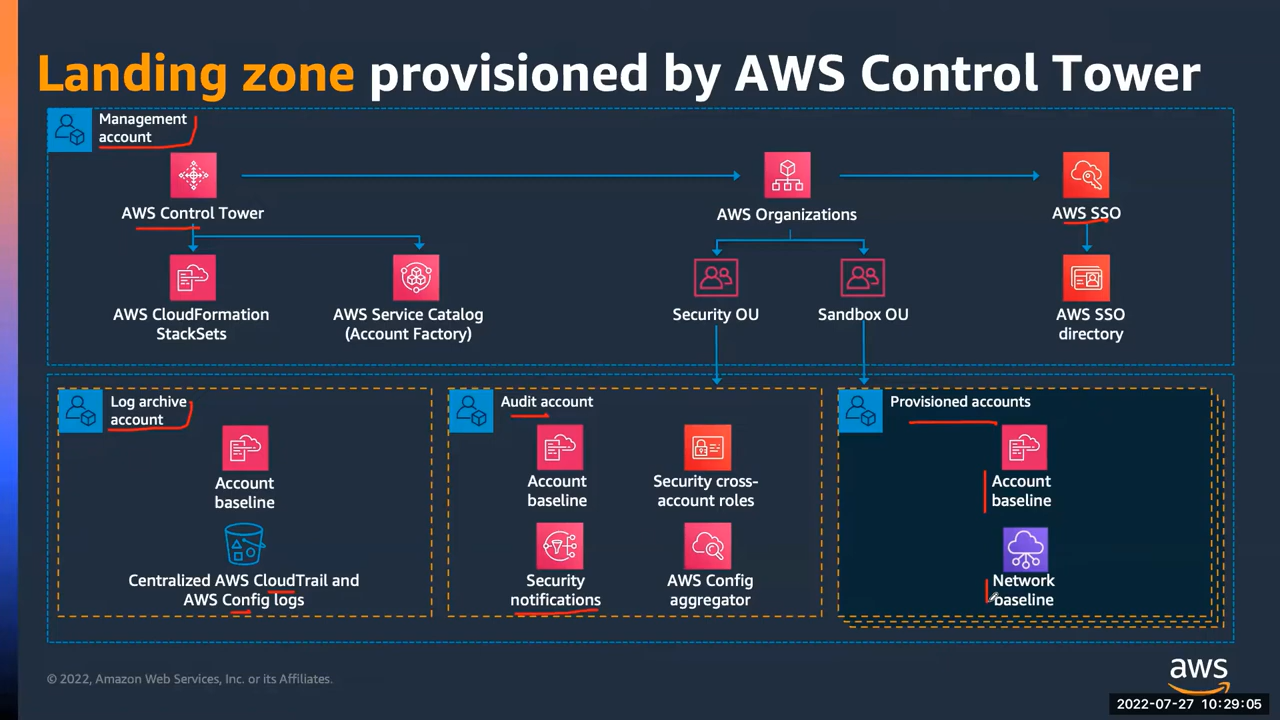 Landing zone provisioned by AWS Control Tower
Management
account
AWS Control Tower
AWS Organizations
AWS SSO
AWS CloudFormation
StackSets
AWS Service Catalog
(Account Factory)
Security OU
Sandbox OU
AWS SSO
directory
Log archive
account
Account
baseline
Centralized AWS CloudTrail and
AWS Config logs
Audit account
Account
baseline
Security cross-
account roles
Security
notifications
AWS Config
aggregator
Provisioned accounts
Account
baseline
Network
baseline
© 2022, Amazon Web Services, Inc. or its Affiliates.
aws
2022-07-27 10:29:05